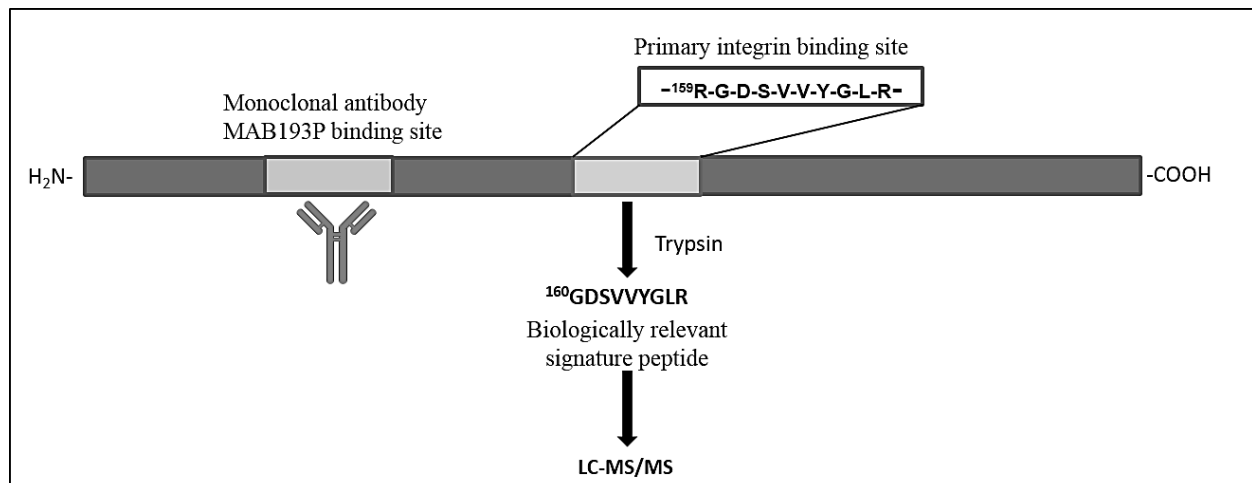 Primary integrin binding site
–¹⁵⁹R-G-D-S-V-V-Y-G-L-R–
Monoclonal antibody
MAB193P binding site
H₂N-
-COOH
Trypsin
¹⁶⁰GDSVVYGLR
Biologically relevant
signature peptide
LC-MS/MS